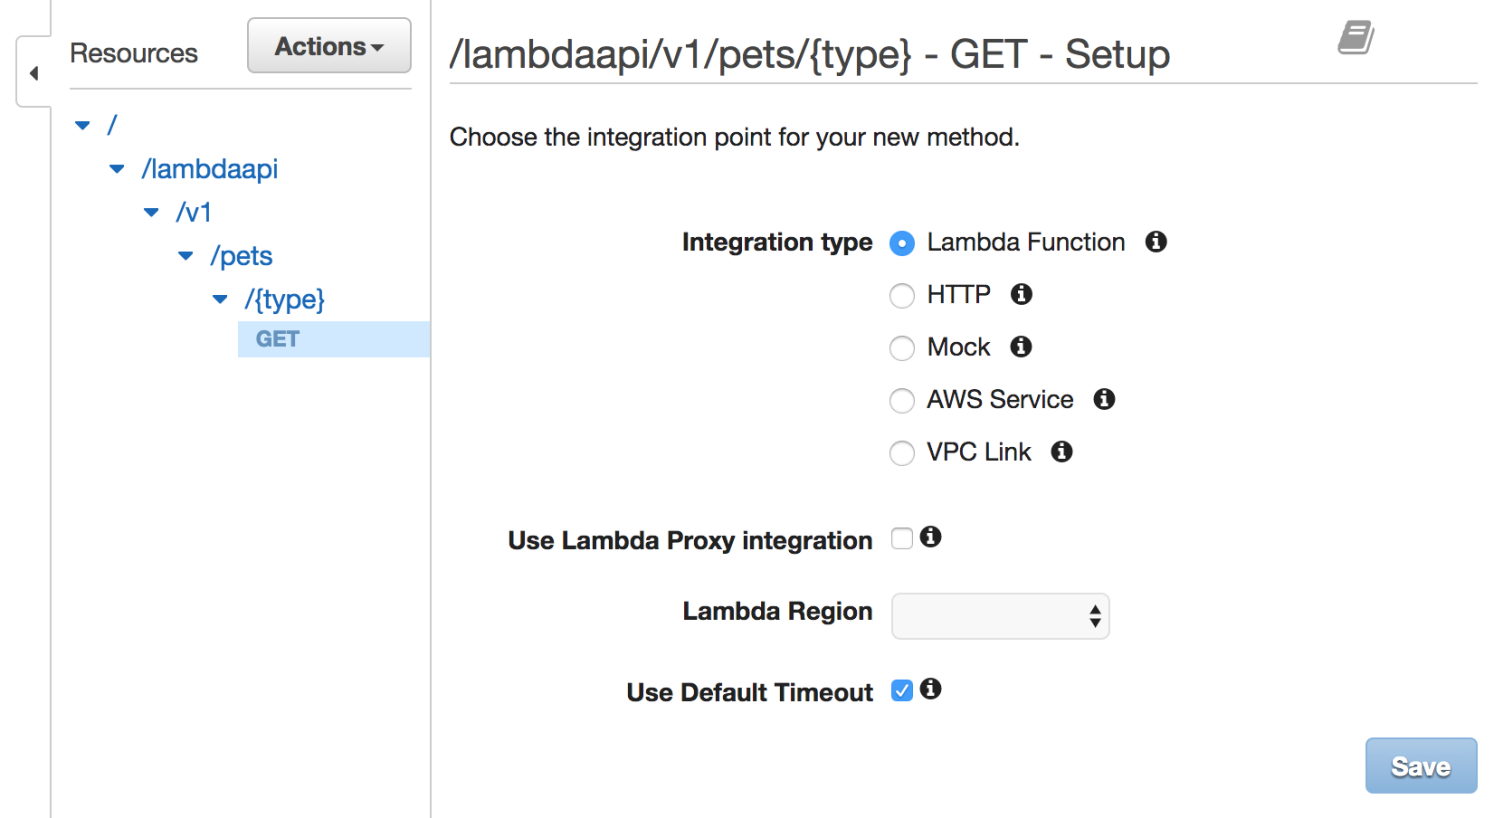 Resources
Actions
/
/lambdaapi
/v1
/pets
/{type}
GET
/lambdaapi/v1/pets/{type} - GET - Setup
Choose the integration point for your new method.
Integration type
Lambda Function
HTTP
Mock
AWS Service
VPC Link
Use Lambda Proxy integration
Lambda Region
Use Default Timeout
Save